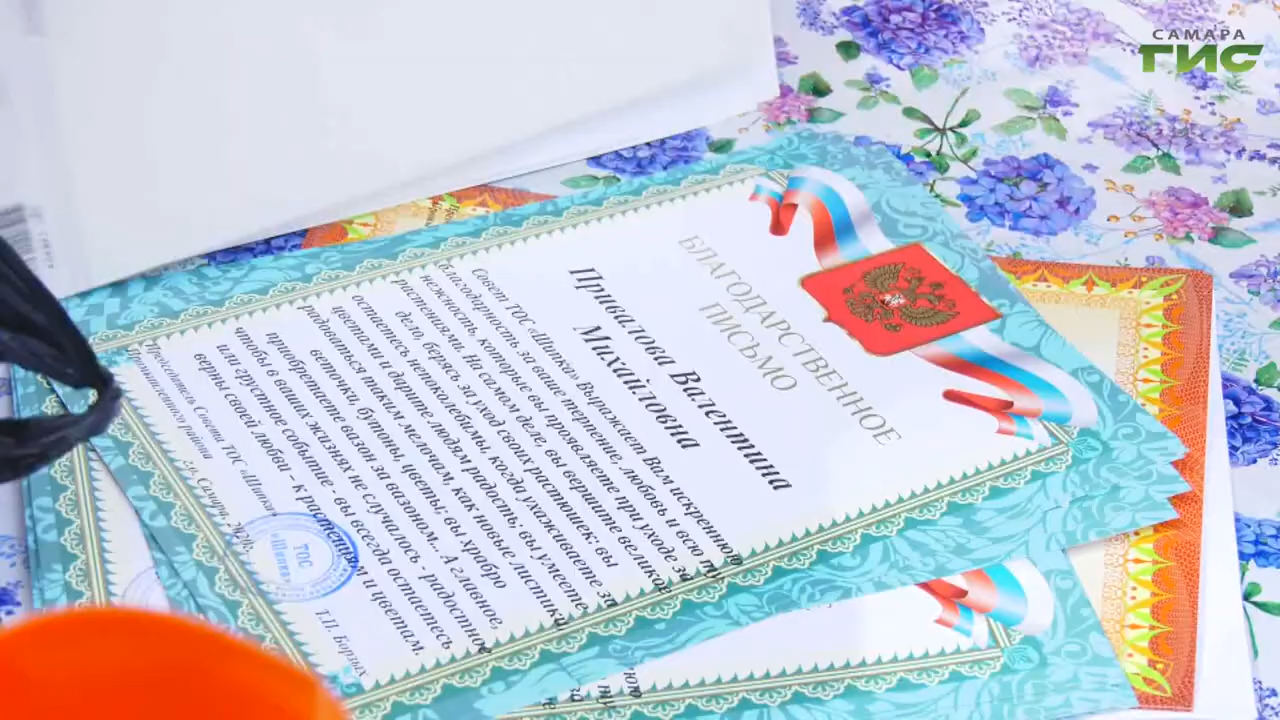 САМАРА
ГИС
БЛАГОДАРСТВЕННОЕ
ПИСЬМО
Привалова Валентина
Михайловна
Совет ТОС «Шипка» Выражает Вам искреннюю
благодарность за ваше терпение, любовь и всю ту
нежность, которые вы проявляете при уходе за
растениями. на самом деле, вы вершите великое
дело, берясь за уход своих растюшек: вы
остаетесь непоколебимы, когда ухаживаете за
цветами и дарите людям радость, вы умеете
радоваться таким мелочам, как новые листики,
веточки, бутоны, цветы, вы храбро
приобретаете вазон за вазоном.. А главное,
чтобы в ваших жизнях не случалось - радостное
или грустное событие - вы всегда остаетесь
верны своей любви – к растениям и цветам.
Председатель Совета ТОС «Шипка»
района
Т.П. Борзых
г. Самара
ТОС
«Шипка»